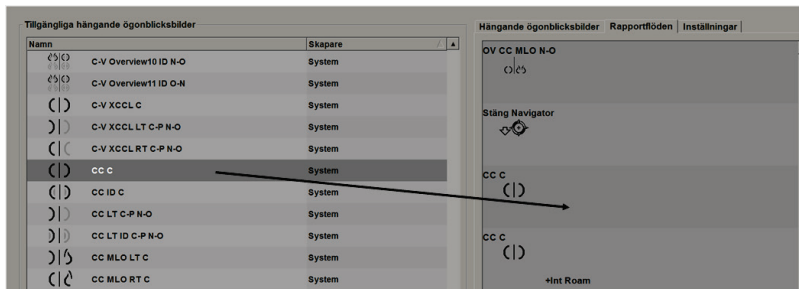 Tillgängliga hängande ögonblicksbilder
Namn Skapare
C-V Overview10 ID N-O System
C-V Overview11 ID O-N System
C-V XCCL C System
C-V XCCL LT C-P N-O System
C-V XCCL RT C-P N-O System
CC C System
CC ID C System
CC LT C-P N-O System
CC LT ID C-P N-O System
CC MLO LT C System
CC MLO RT C System
Hängande ögonblicksbilder Rapportflöden Inställningar
OV CC MLO N-O
Stäng Navigator
CC C
CC C
+Int Roam